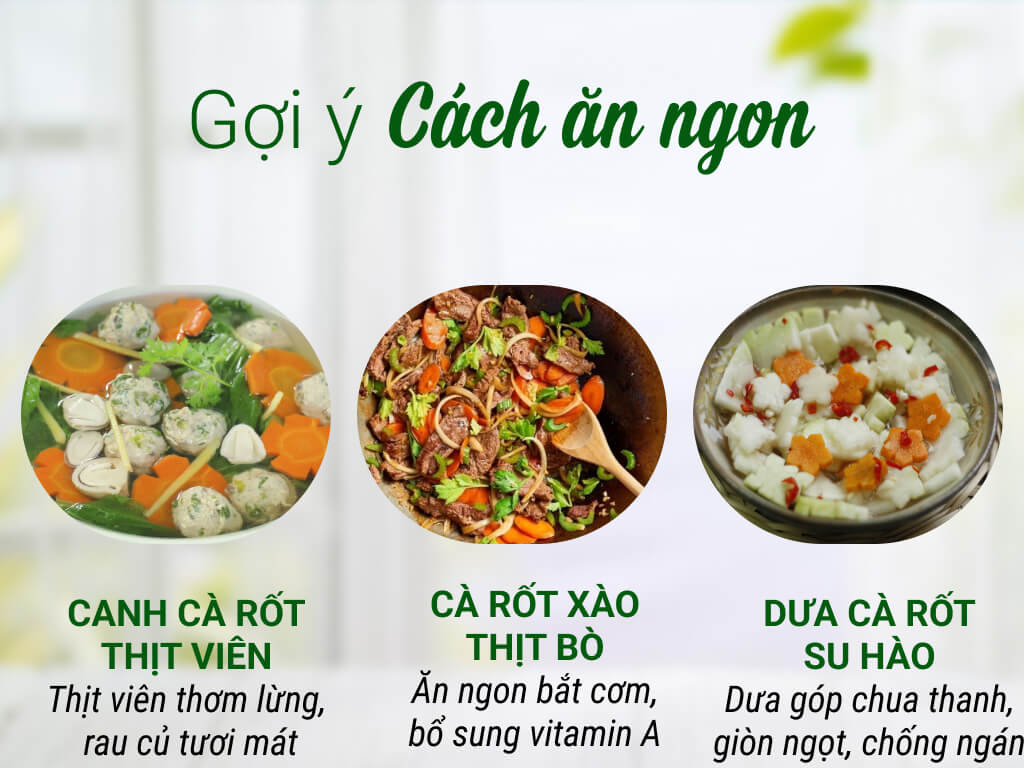 Gợi ý Cách ăn ngon
CANH CÀ RỐT
THỊT VIÊN
Thịt viên thơm lừng,
rau củ tươi mát
CÀ RỐT XÀO
THỊT BÒ
Ăn ngon bắt cơm,
bổ sung vitamin A
DƯA CÀ RỐT
SU HÀO
Dưa góp chua thanh,
giòn ngọt, chống ngán